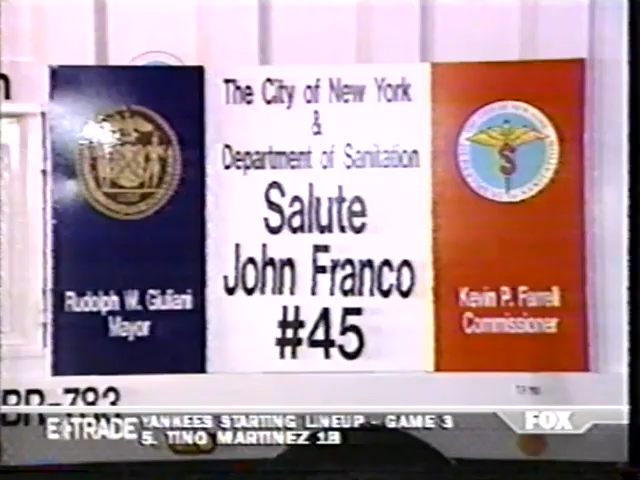 The City of New York
&
Department of Sanitation
Salute
John Franco
#45
Rudolph W. Giuliani
Mayor
Kevin P. Farrell
Commissioner
E*TRADE
YANKEES STARTING LINEUP - GAME 3
5. TINO MARTINEZ 1B
FOX